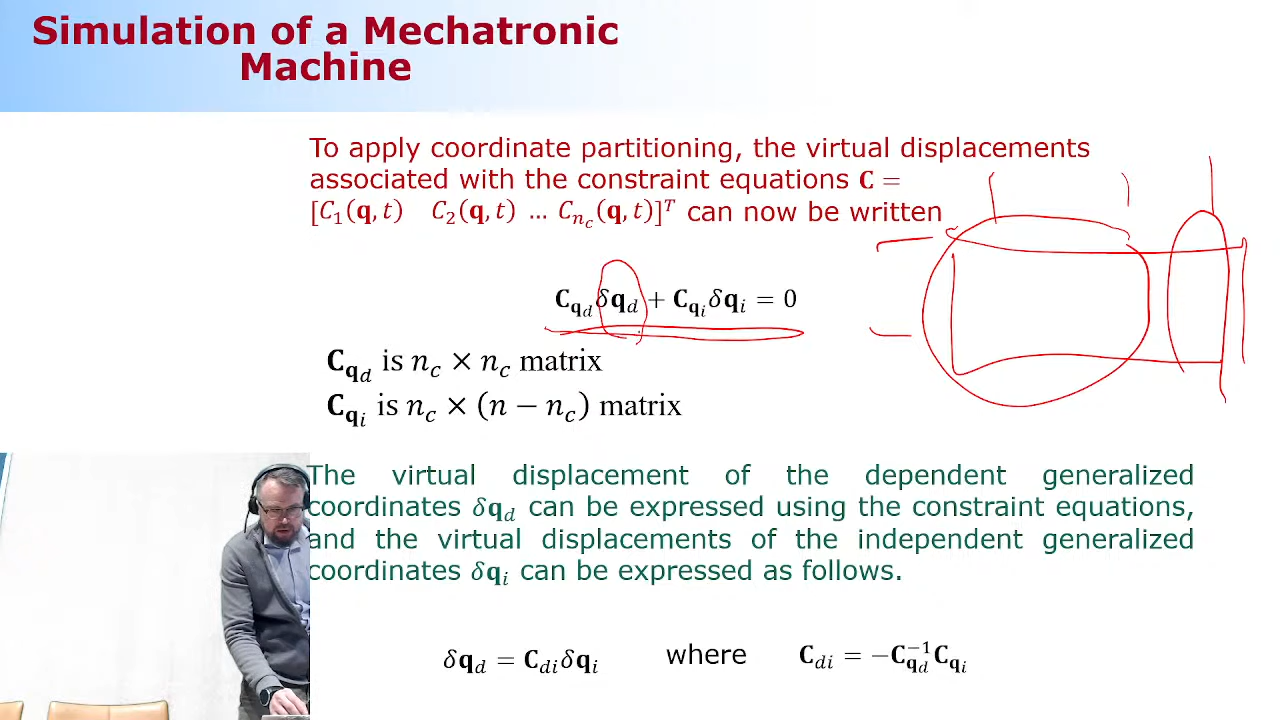 Simulation of a Mechatronic
Machine
To apply coordinate partitioning, the virtual displacements
associated with the constraint equations 𝐂 =
[𝐶₁(𝐪, 𝑡) 𝐶₂(𝐪, 𝑡) … 𝐶_{n_c}(𝐪, 𝑡)]ᵀ can now be written
𝐂_{𝐪_d}𝛿𝐪_d + 𝐂_{𝐪_i}𝛿𝐪_i = 0
𝐂_{𝐪_d} is n_c × n_c matrix
𝐂_{𝐪_i} is n_c × (n − n_c) matrix
The virtual displacement of the dependent generalized
coordinates 𝛿𝐪_d can be expressed using the constraint equations,
and the virtual displacements of the independent generalized
coordinates 𝛿𝐪_i can be expressed as follows.
𝛿𝐪_d = 𝐂_{di}𝛿𝐪_i where 𝐂_{di} = −𝐂_{𝐪_d}^{−1}𝐂_{𝐪_i}